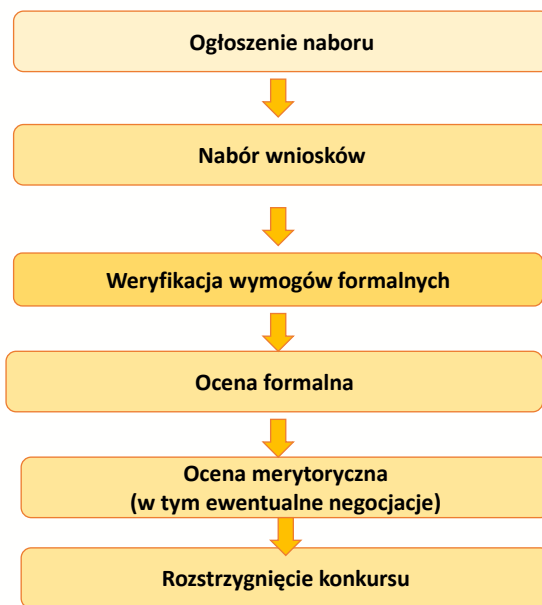 Ogłoszenie naboru
Nabór wniosków
Weryfikacja wymogów formalnych
Ocena formalna
Ocena merytoryczna
(w tym ewentualne negocjacje)
Rozstrzygnięcie konkursu